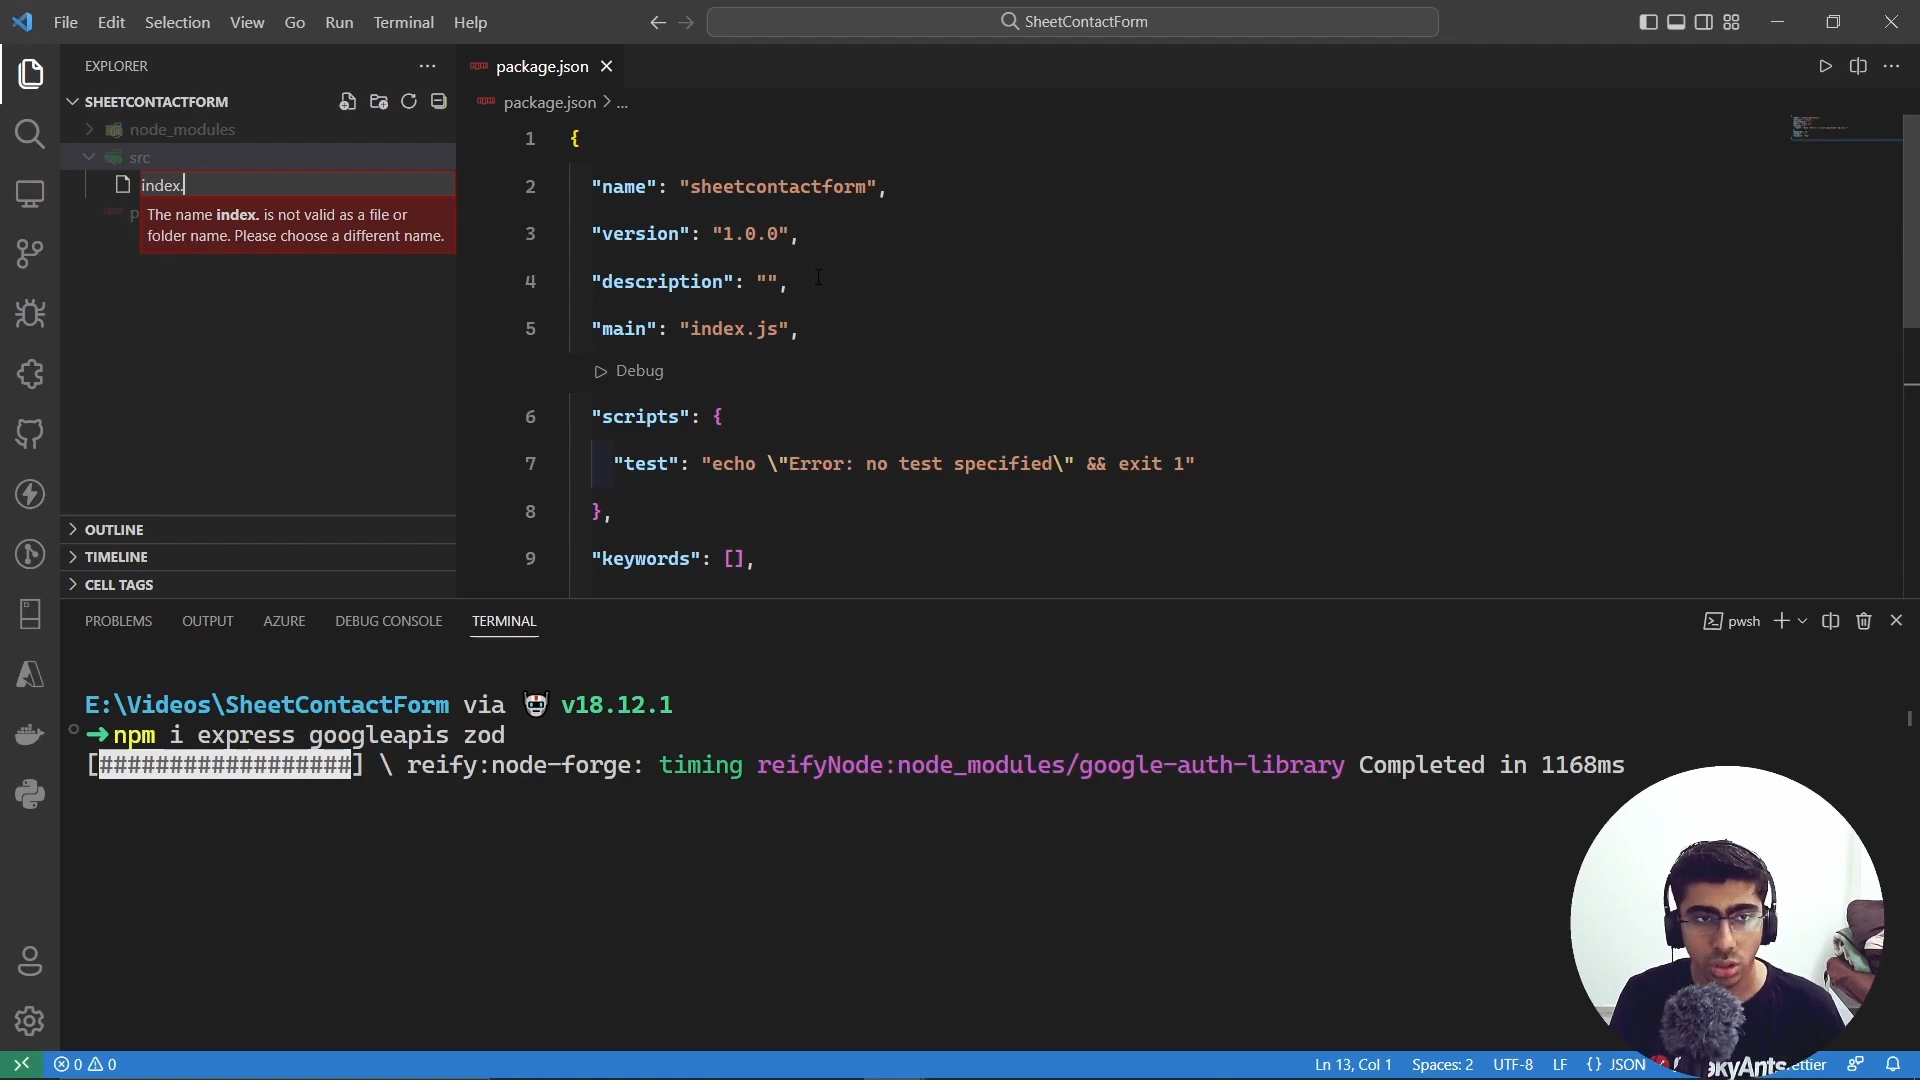 File Edit Selection View Go Run Terminal Help
SheetContactForm
EXPLORER
SHEETCONTACTFORM
node_modules
src
index.
The name index. is not valid as a file or
folder name. Please choose a different name.
p
OUTLINE
TIMELINE
CELL TAGS
package.json
package.json > ...
1 {
2 "name": "sheetcontactform",
3 "version": "1.0.0",
4 "description": "",
5 "main": "index.js",
Debug
6 "scripts": {
7 "test": "echo \"Error: no test specified\" && exit 1"
8 },
9 "keywords": [],
PROBLEMS OUTPUT AZURE DEBUG CONSOLE TERMINAL
pwsh
E:\Videos\SheetContactForm via v18.12.1
➜ npm i express googleapis zod
[##################] \ reify:node-forge: timing reifyNode:node_modules/google-auth-library Completed in 1168ms
0 0
Ln 13, Col 1 Spaces: 2 UTF-8 LF {} JSON